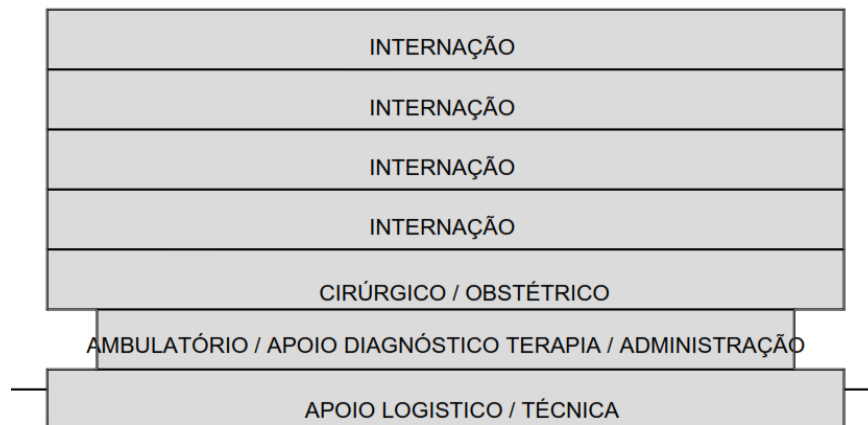 INTERNAÇÃO
INTERNAÇÃO
INTERNAÇÃO
INTERNAÇÃO
CIRÚRGICO / OBSTÉTRICO
AMBULATÓRIO / APOIO DIAGNÓSTICO TERAPIA / ADMINISTRAÇÃO
APOIO LOGISTICO / TÉCNICA